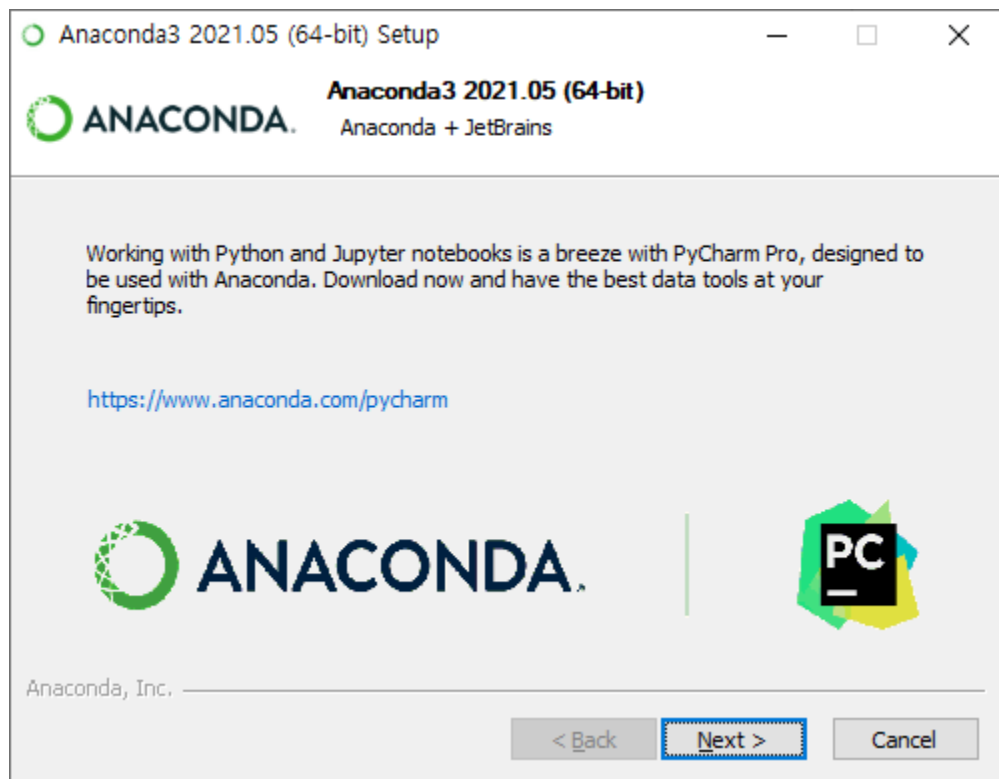 Anaconda3 2021.05 (64-bit) Setup
ANACONDA.
Anaconda3 2021.05 (64-bit)
Anaconda + JetBrains
Working with Python and Jupyter notebooks is a breeze with PyCharm Pro, designed to
be used with Anaconda. Download now and have the best data tools at your
fingertips.
https://www.anaconda.com/pycharm
ANACONDA.
PC
Anaconda, Inc.
< Back
Next >
Cancel